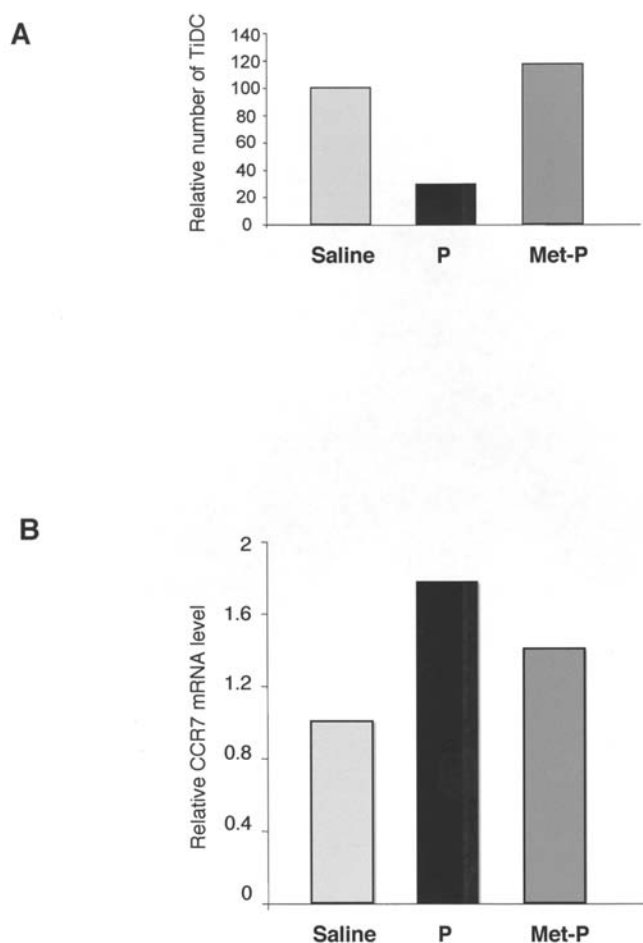 A
Relative number of TiDC
140
120
100
80
60
40
20
0
Saline P Met-P
B
Relative CCR7 mRNA level
2
1.6
1.2
0.8
0.4
0
Saline P Met-P